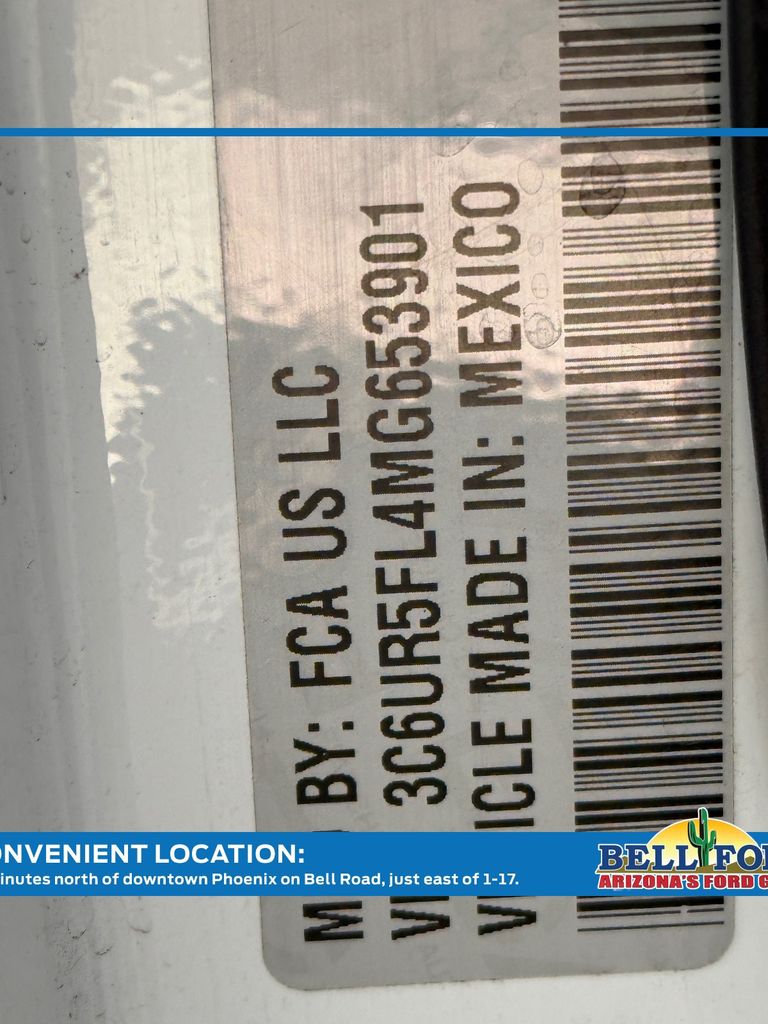 BY: FCA US LLC
3C6UR5FL4MG653901
MADE IN: MEXICO
ONVENIENT LOCATION:
inutes north of downtown Phoenix on Bell Road, just east of 1-17.
BELL FO
ARIZONA'S FORD G